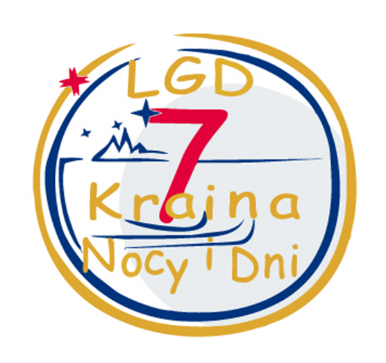 LGD
7
Kraina
Nocy i Dni